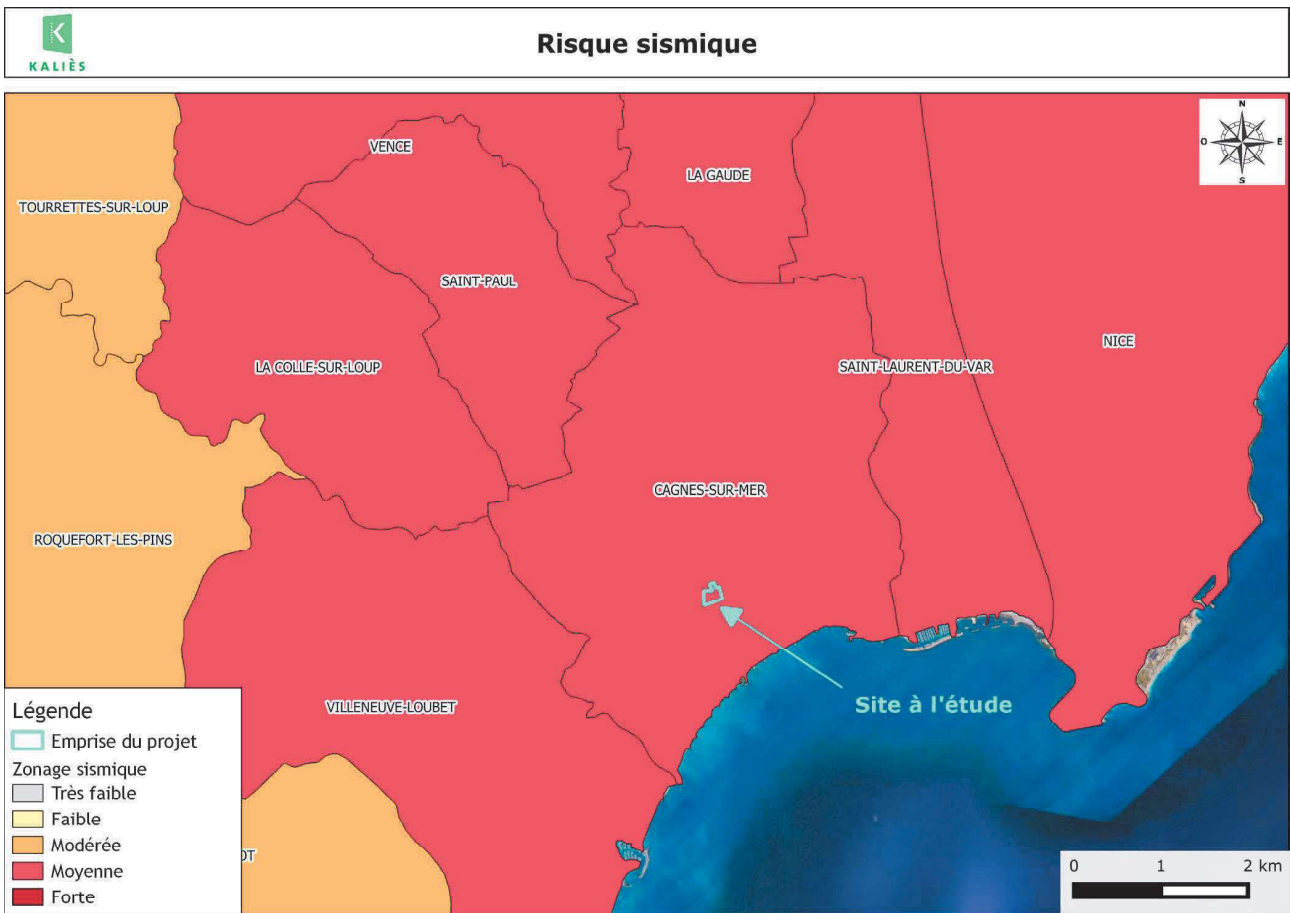 K
KALIÈS
Risque sismique
N
O
E
S
VENCE
LA GAUDE
TOURRETTES-SUR-LOUP
SAINT-PAUL
NICE
LA COLLE-SUR-LOUP
SAINT-LAURENT-DU-VAR
CAGNES-SUR-MER
ROQUEFORT-LES-PINS
VILLENEUVE-LOUBET
Site à l'étude
Légende
Emprise du projet
Zonage sismique
Très faible
Faible
Modérée
Moyenne
Forte
OT
0 1 2 km